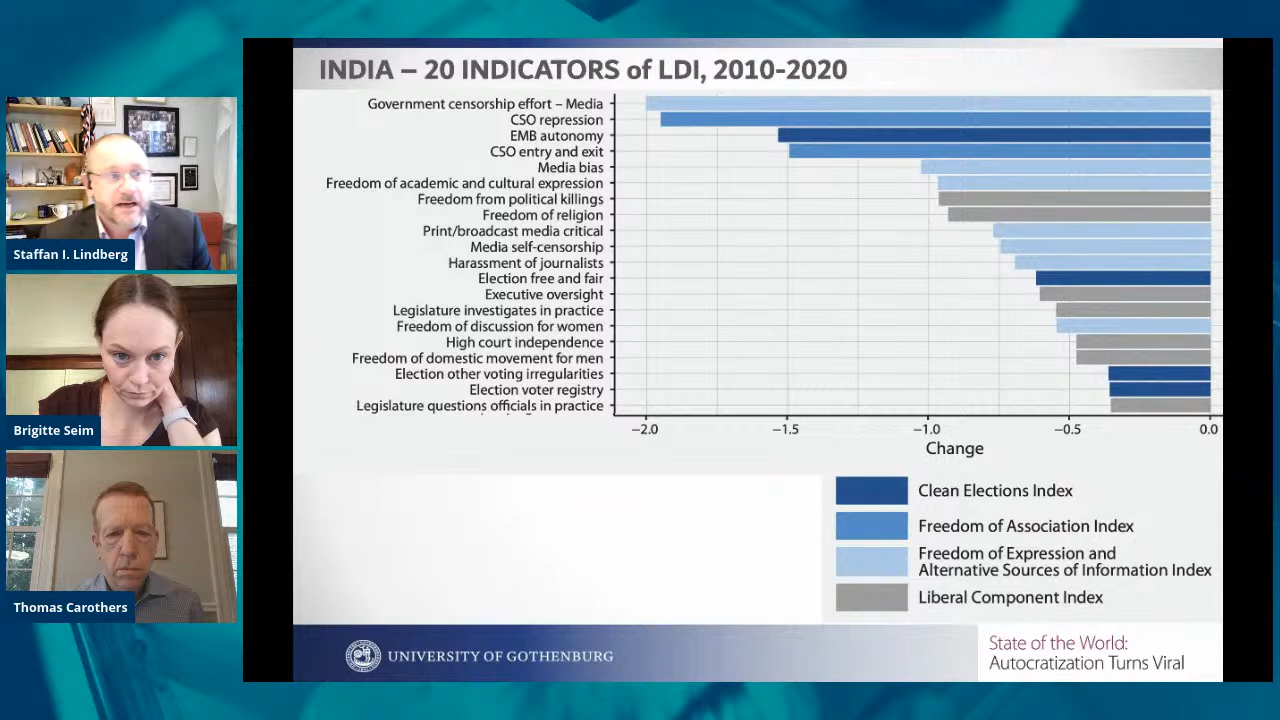 INDIA – 20 INDICATORS of LDI, 2010-2020
Government censorship effort – Media
CSO repression
EMB autonomy
CSO entry and exit
Media bias
Freedom of academic and cultural expression
Freedom from political killings
Freedom of religion
Print/broadcast media critical
Media self-censorship
Harassment of journalists
Election free and fair
Executive oversight
Legislature investigates in practice
Freedom of discussion for women
High court independence
Freedom of domestic movement for men
Election other voting irregularities
Election voter registry
Legislature questions officials in practice
−2.0 −1.5 −1.0 −0.5 0.0
Change
Clean Elections Index
Freedom of Association Index
Freedom of Expression and
Alternative Sources of Information Index
Liberal Component Index
UNIVERSITY OF GOTHENBURG
State of the World:
Autocratization Turns Viral
Staffan I. Lindberg
Brigitte Seim
Thomas Carothers